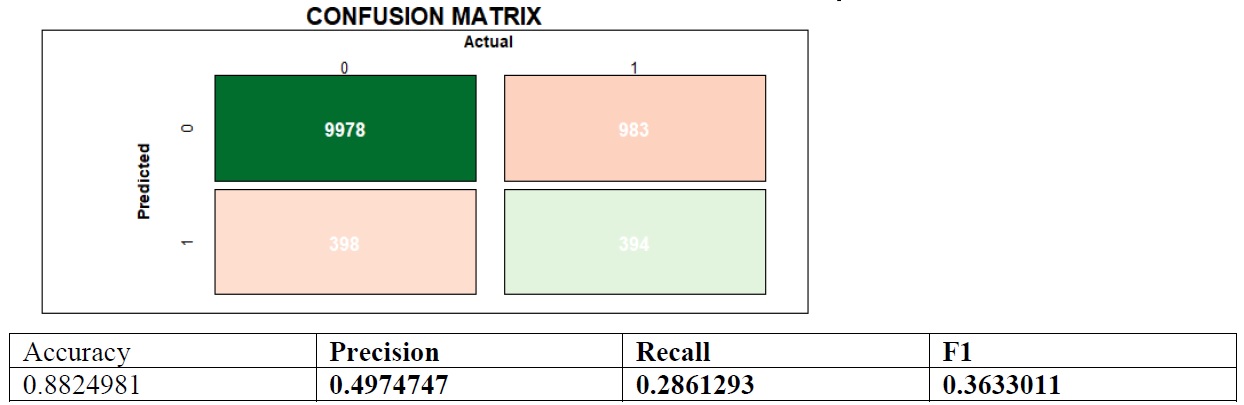 CONFUSION MATRIX
Actual
0 1
Predicted
0 9978 983
1 398 394
Accuracy Precision Recall F1
0.8824981 0.4974747 0.2861293 0.3633011